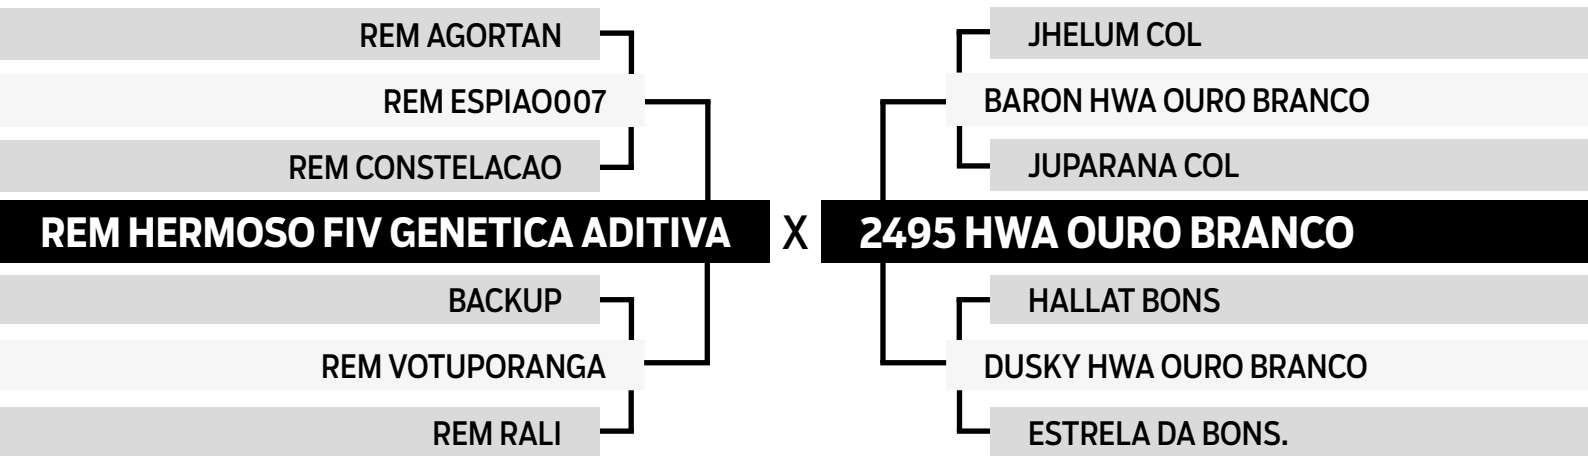 REM AGORTAN
REM ESPIAO007
REM CONSTELACAO
REM HERMOSO FIV GENETICA ADITIVA
BACKUP
REM VOTUPORANGA
REM RALI
X
JHELUM COL
BARON HWA OURO BRANCO
JUPARANA COL
2495 HWA OURO BRANCO
HALLAT BONS
DUSKY HWA OURO BRANCO
ESTRELA DA BONS.